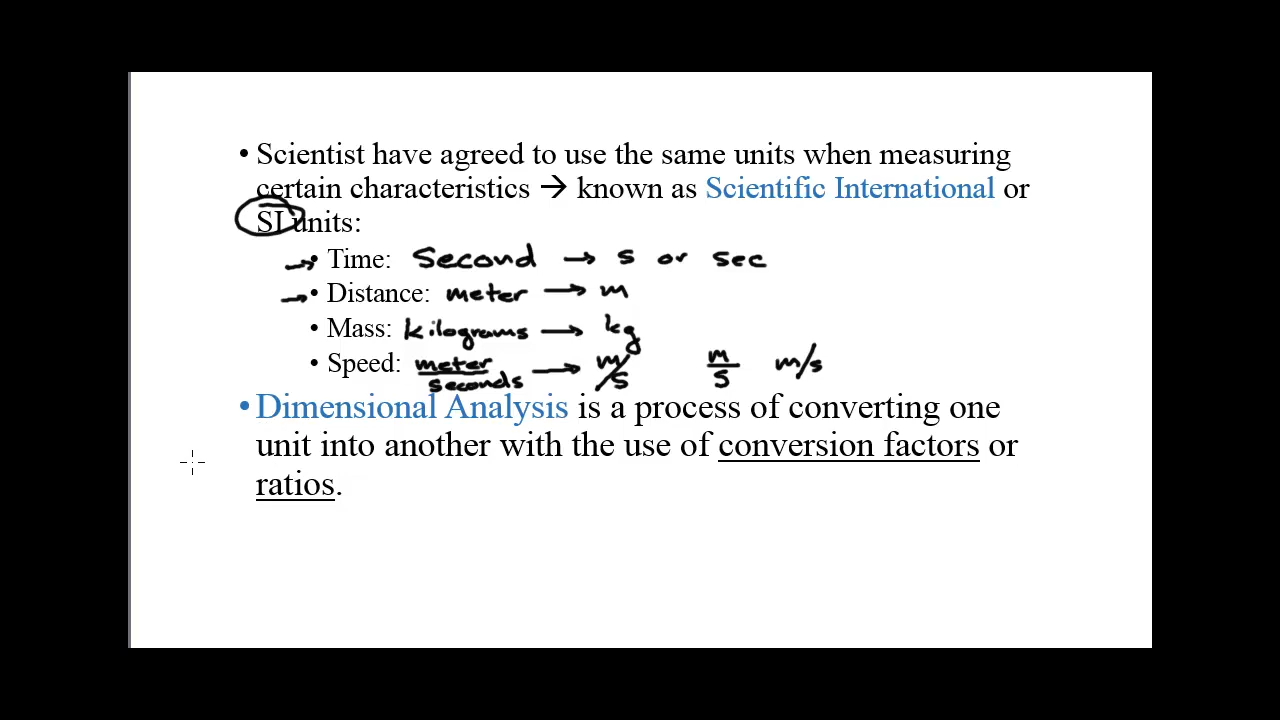 • Scientist have agreed to use the same units when measuring
certain characteristics → known as Scientific International or
SI units:
• Time: Second → s or sec
• Distance: meter → m
• Mass: kilograms → kg
• Speed: meter/seconds → m/s m/s m/s
• Dimensional Analysis is a process of converting one
unit into another with the use of conversion factors or
ratios.